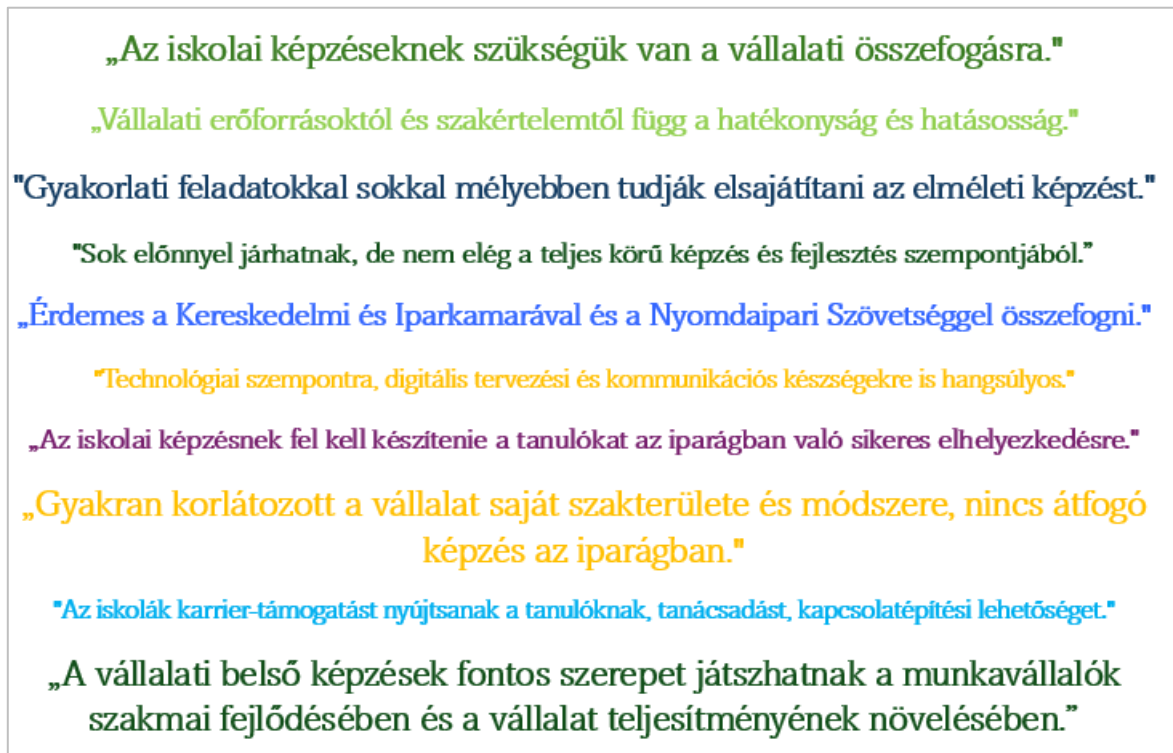 „Az iskolai képzéseknek szükségük van a vállalati összefogásra."
„Vállalati erőforrásoktól és szakértelemtől függ a hatékonyság és hatásosság."
"Gyakorlati feladatokkal sokkal mélyebben tudják elsajátítani az elméleti képzést."
"Sok előnnyel járhatnak, de nem elég a teljes körű képzés és fejlesztés szempontjából.”
„Érdemes a Kereskedelmi és Iparkamarával és a Nyomdaipari Szövetséggel összefogni."
"Technológiai szempontra, digitális tervezési és kommunikációs készségekre is hangsúlyos."
„Az iskolai képzésnek fel kell készítenie a tanulókat az iparágban való sikeres elhelyezkedésre."
„Gyakran korlátozott a vállalat saját szakterülete és módszere, nincs átfogó
képzés az iparágban."
"Az iskolák karrier-támogatást nyújtsanak a tanulóknak, tanácsadást, kapcsolatépítési lehetőséget."
„A vállalati belső képzések fontos szerepet játszhatnak a munkavállalók
szakmai fejlődésében és a vállalat teljesítményének növelésében.”